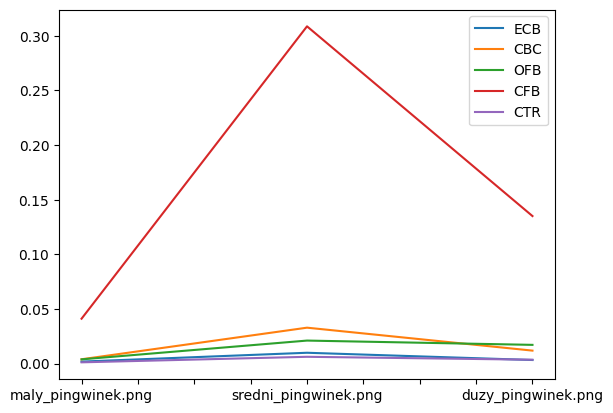 0.30
0.25
0.20
0.15
0.10
0.05
0.00
ECB
CBC
OFB
CFB
CTR
maly_pingwinek.png
sredni_pingwinek.png
duzy_pingwinek.png